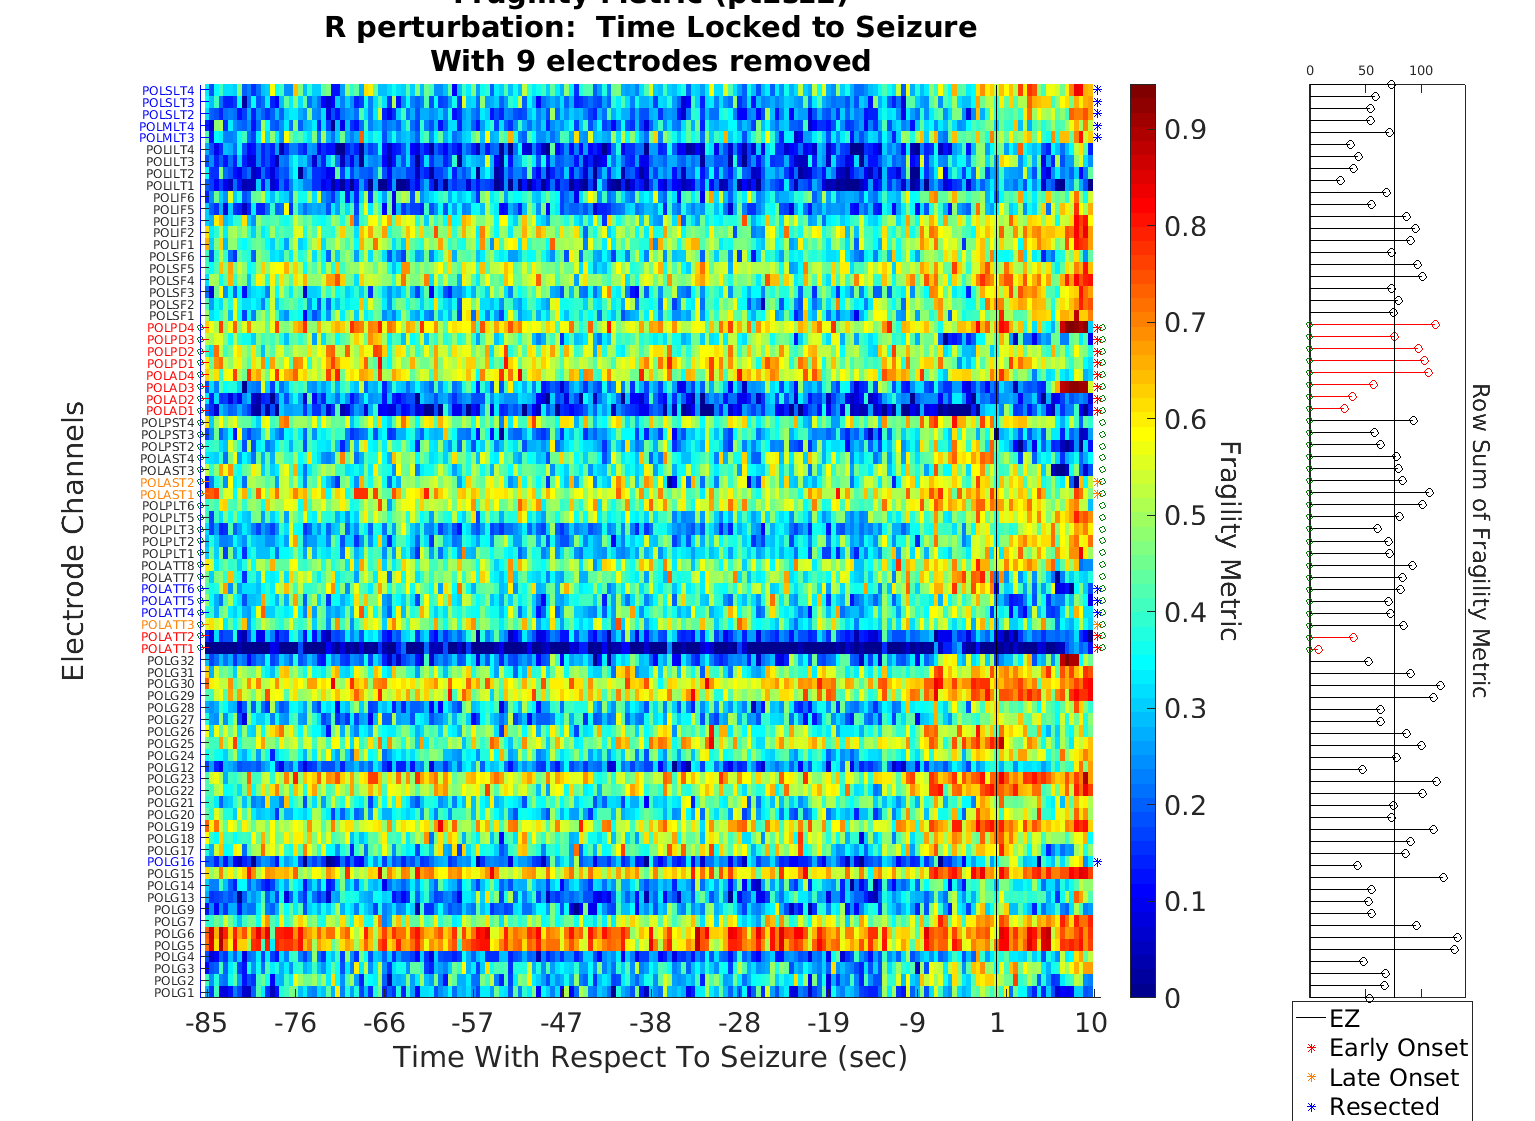 Fragility Metric (pt2sz2)
R perturbation: Time Locked to Seizure
With 9 electrodes removed
POLSLT4
POLSLT3
POLSLT2
POLMLT4
POLMLT3
POLILT4
POLILT3
POLILT2
POLILT1
POLIF6
POLIF5
POLIF3
POLIF2
POLIF1
POLSF6
POLSF5
POLSF4
POLSF3
POLSF2
POLSF1
POLPD4
POLPD3
POLPD2
POLPD1
POLAD4
POLAD3
POLAD2
POLAD1
POLPST4
POLPST3
POLPST2
POLAST4
POLAST3
POLAST2
POLAST1
POLPLT6
POLPLT5
POLPLT3
POLPLT2
POLPLT1
POLATT8
POLATT7
POLATT6
POLATT5
POLATT4
POLATT3
POLATT2
POLATT1
POLG32
POLG31
POLG30
POLG29
POLG28
POLG27
POLG26
POLG25
POLG24
POLG12
POLG23
POLG22
POLG21
POLG20
POLG19
POLG18
POLG17
POLG16
POLG15
POLG14
POLG13
POLG9
POLG7
POLG6
POLG5
POLG4
POLG3
POLG2
POLG1
Electrode Channels
-85 -76 -66 -57 -47 -38 -28 -19 -9 1 10
Time With Respect To Seizure (sec)
0.9
0.8
0.7
0.6
0.5
0.4
0.3
0.2
0.1
0
Fragility Metric
0 50 100
Row Sum of Fragility Metric
EZ
Early Onset
Late Onset
Resected